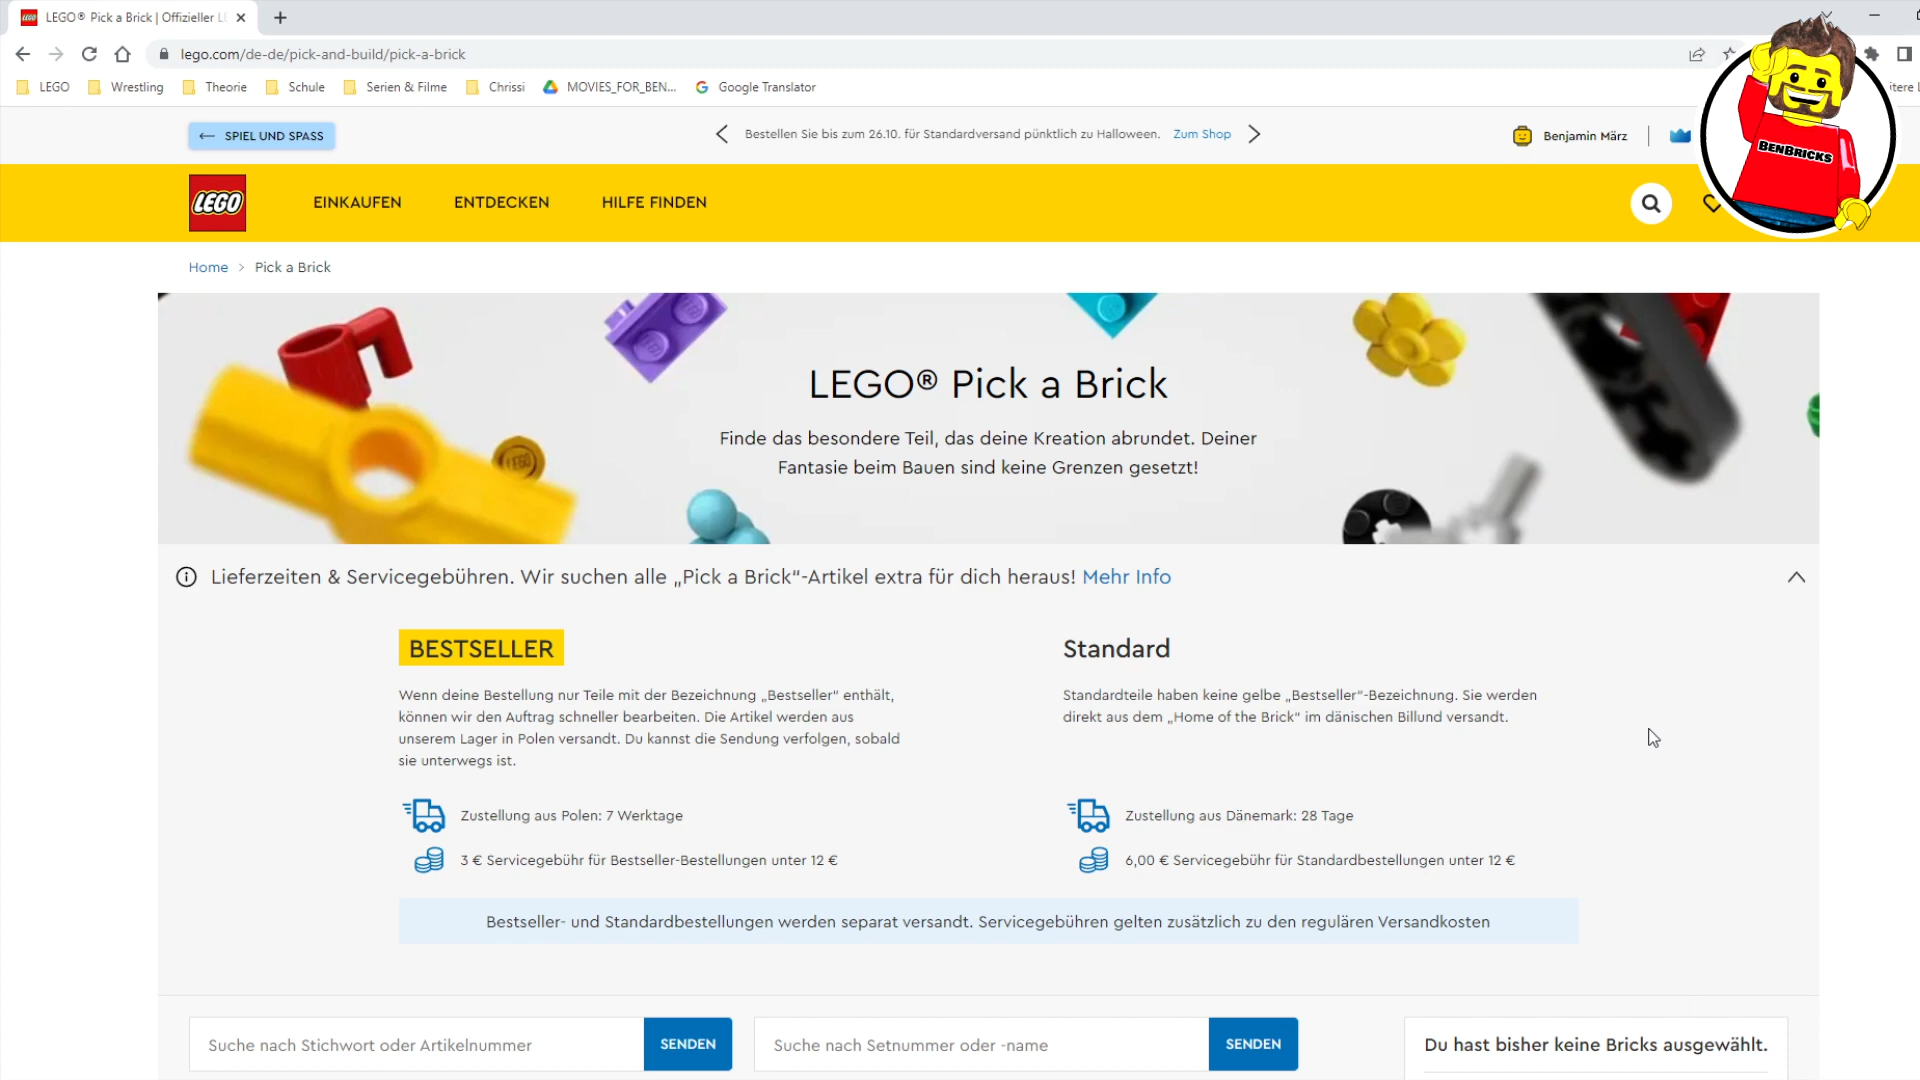 LEGO® Pick a Brick | Offizieller
lego.com/de-de/pick-and-build/pick-a-brick
LEGO Wrestling Theorie Schule Serien & Filme Chrissi MOVIES_FOR_BEN... Google Translator
SPIEL UND SPASS
Bestellen Sie bis zum 26.10. für Standardversand pünktlich zu Halloween. Zum Shop
Benjamin März
BENBRICKS
LEGO
EINKAUFEN ENTDECKEN HILFE FINDEN
Home > Pick a Brick
LEGO® Pick a Brick
Finde das besondere Teil, das deine Kreation abrundet. Deiner
Fantasie beim Bauen sind keine Grenzen gesetzt!
Lieferzeiten & Servicegebühren. Wir suchen alle „Pick a Brick“-Artikel extra für dich heraus! Mehr Info
BESTSELLER
Wenn deine Bestellung nur Teile mit der Bezeichnung „Bestseller“ enthält,
können wir den Auftrag schneller bearbeiten. Die Artikel werden aus
unserem Lager in Polen versandt. Du kannst die Sendung verfolgen, sobald
sie unterwegs ist.
Zustellung aus Polen: 7 Werktage
3 € Servicegebühr für Bestseller-Bestellungen unter 12 €
Standard
Standardteile haben keine gelbe „Bestseller“-Bezeichnung. Sie werden
direkt aus dem „Home of the Brick“ im dänischen Billund versandt.
Zustellung aus Dänemark: 28 Tage
6,00 € Servicegebühr für Standardbestellungen unter 12 €
Bestseller- und Standardbestellungen werden separat versandt. Servicegebühren gelten zusätzlich zu den regulären Versandkosten
Suche nach Stichwort oder Artikelnummer
SENDEN
Suche nach Setnummer oder -name
SENDEN
Du hast bisher keine Bricks ausgewählt.